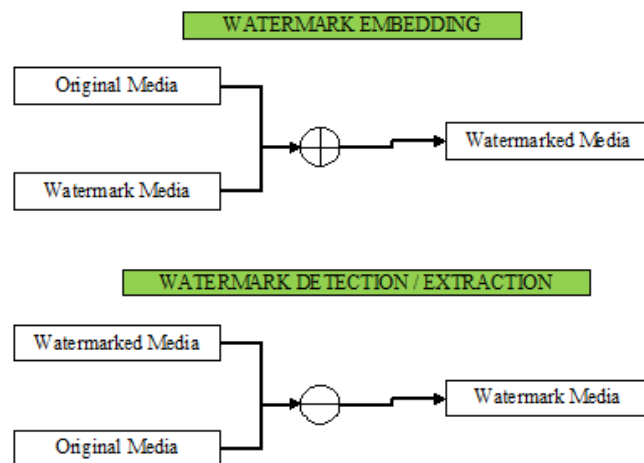 WATERMARK EMBEDDING
Original Media
Watermarked Media
Watermark Media
WATERMARK DETECTION / EXTRACTION
Watermarked Media
Watermark Media
Original Media